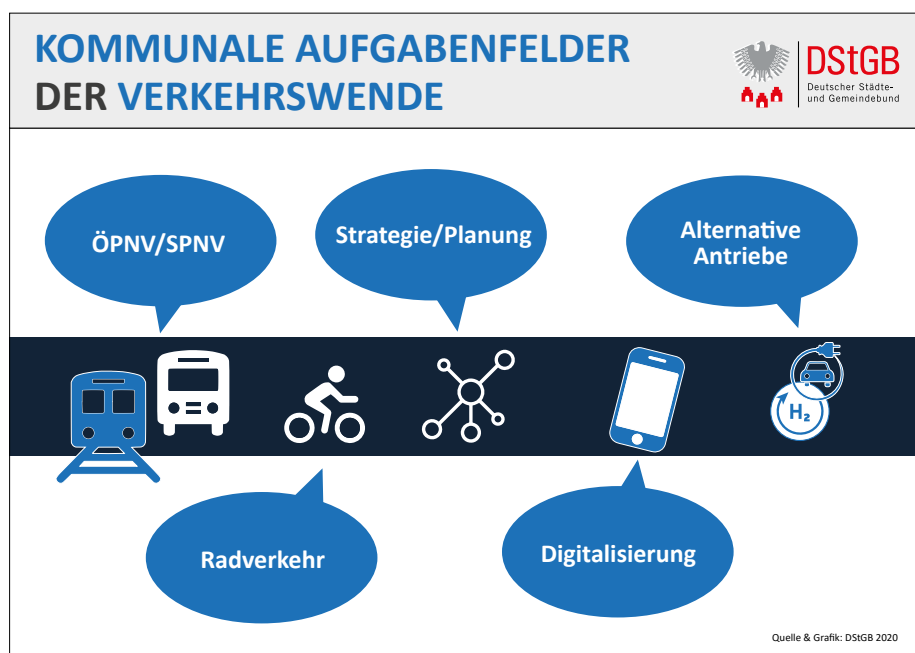 KOMMUNALE AUFGABENFELDER
DER VERKEHRSWENDE
DStGB
Deutscher Städte-
und Gemeindebund
ÖPNV/SPNV
Strategie/Planung
Alternative
Antriebe
H₂
Radverkehr
Digitalisierung
Quelle & Grafik: DStGB 2020